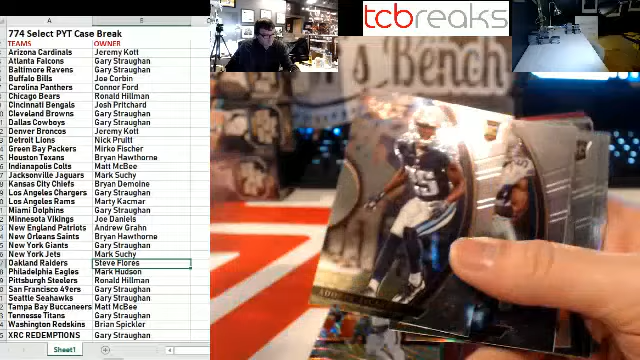 774 Select PYT Case Break
TEAMS OWNER
Arizona Cardinals Jeremy Kott
Atlanta Falcons Gary Straughan
Baltimore Ravens Gary Straughan
Buffalo Bills Joe Corbin
Carolina Panthers Connor Ford
Chicago Bears Ronald Hillman
Cincinnati Bengals Josh Pritchard
Cleveland Browns Gary Straughan
Dallas Cowboys Gary Straughan
Denver Broncos Jeremy Kott
Detroit Lions Nick Pruitt
Green Bay Packers Mirko Fischer
Houston Texans Bryan Hawthorne
Indianapolis Colts Matt McBee
Jacksonville Jaguars Mark Suchy
Kansas City Chiefs Bryan Demoine
Los Angeles Chargers Gary Straughan
Los Angeles Rams Marty Kacmar
Miami Dolphins Gary Straughan
Minnesota Vikings Joe Daniels
New England Patriots Andrew Grahn
New Orleans Saints Bryan Hawthorne
New York Giants Gary Straughan
New York Jets Mark Suchy
Oakland Raiders Steve Flores
Philadelphia Eagles Mark Hudson
Pittsburgh Steelers Ronald Hillman
San Francisco 49ers Gary Straughan
Seattle Seahawks Gary Straughan
Tampa Bay Buccaneers Matt McBee
Tennesse Titans Gary Straughan
Washington Redskins Brian Spickler
XRC REDEMPTIONS Gary Straughan
Sheet1
tcbreaks
's Bench